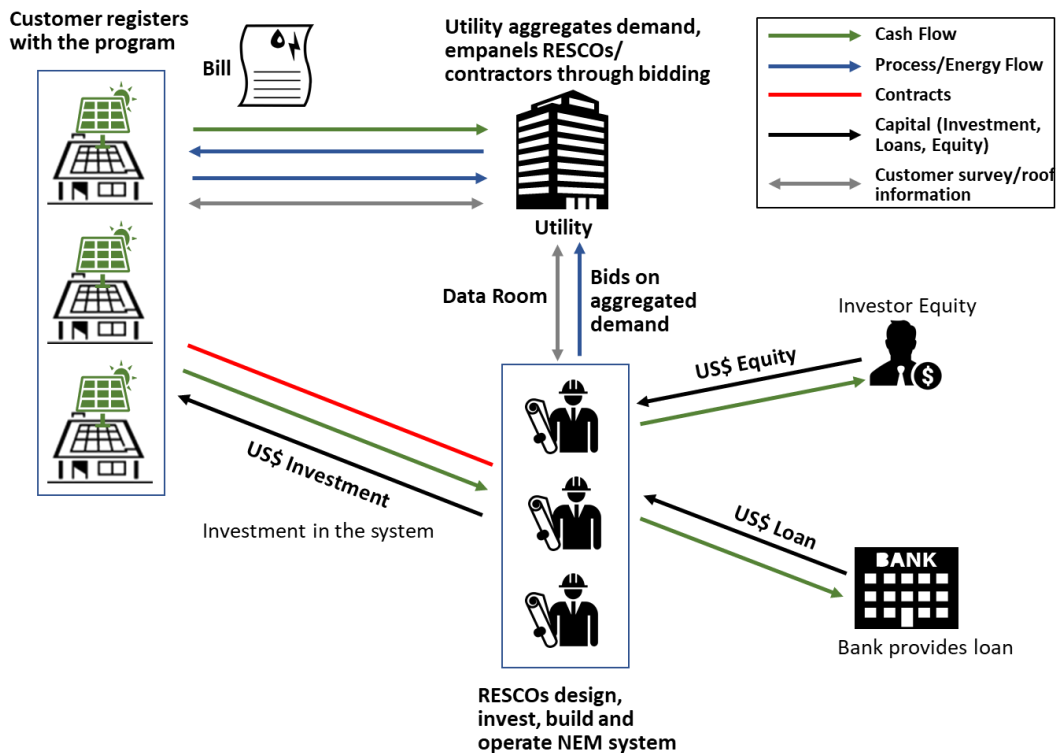 Customer registers
with the program
Bill
Utility aggregates demand,
empanels RESCOs/
contractors through bidding
Cash Flow
Process/Energy Flow
Contracts
Capital (Investment,
Loans, Equity)
Customer survey/roof
information
Utility
Data Room
Bids on
aggregated
demand
Investor Equity
US$ Equity
$
US$ Investment
Investment in the system
US$ Loan
BANK
Bank provides loan
RESCOs design,
invest, build and
operate NEM system